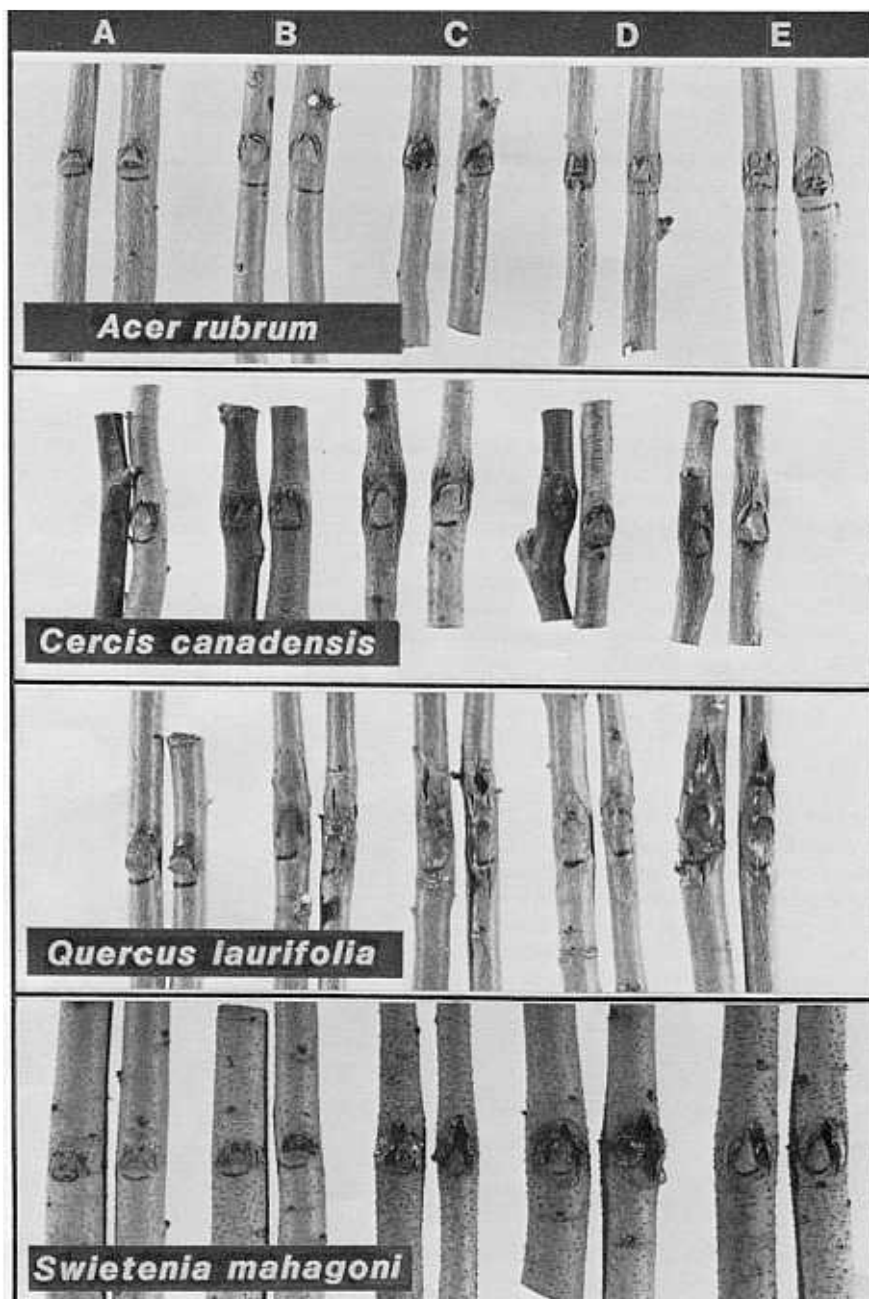 A B C D E
Acer rubrum
Cercis canadensis
Quercus laurifolia
Swietenia mahagoni